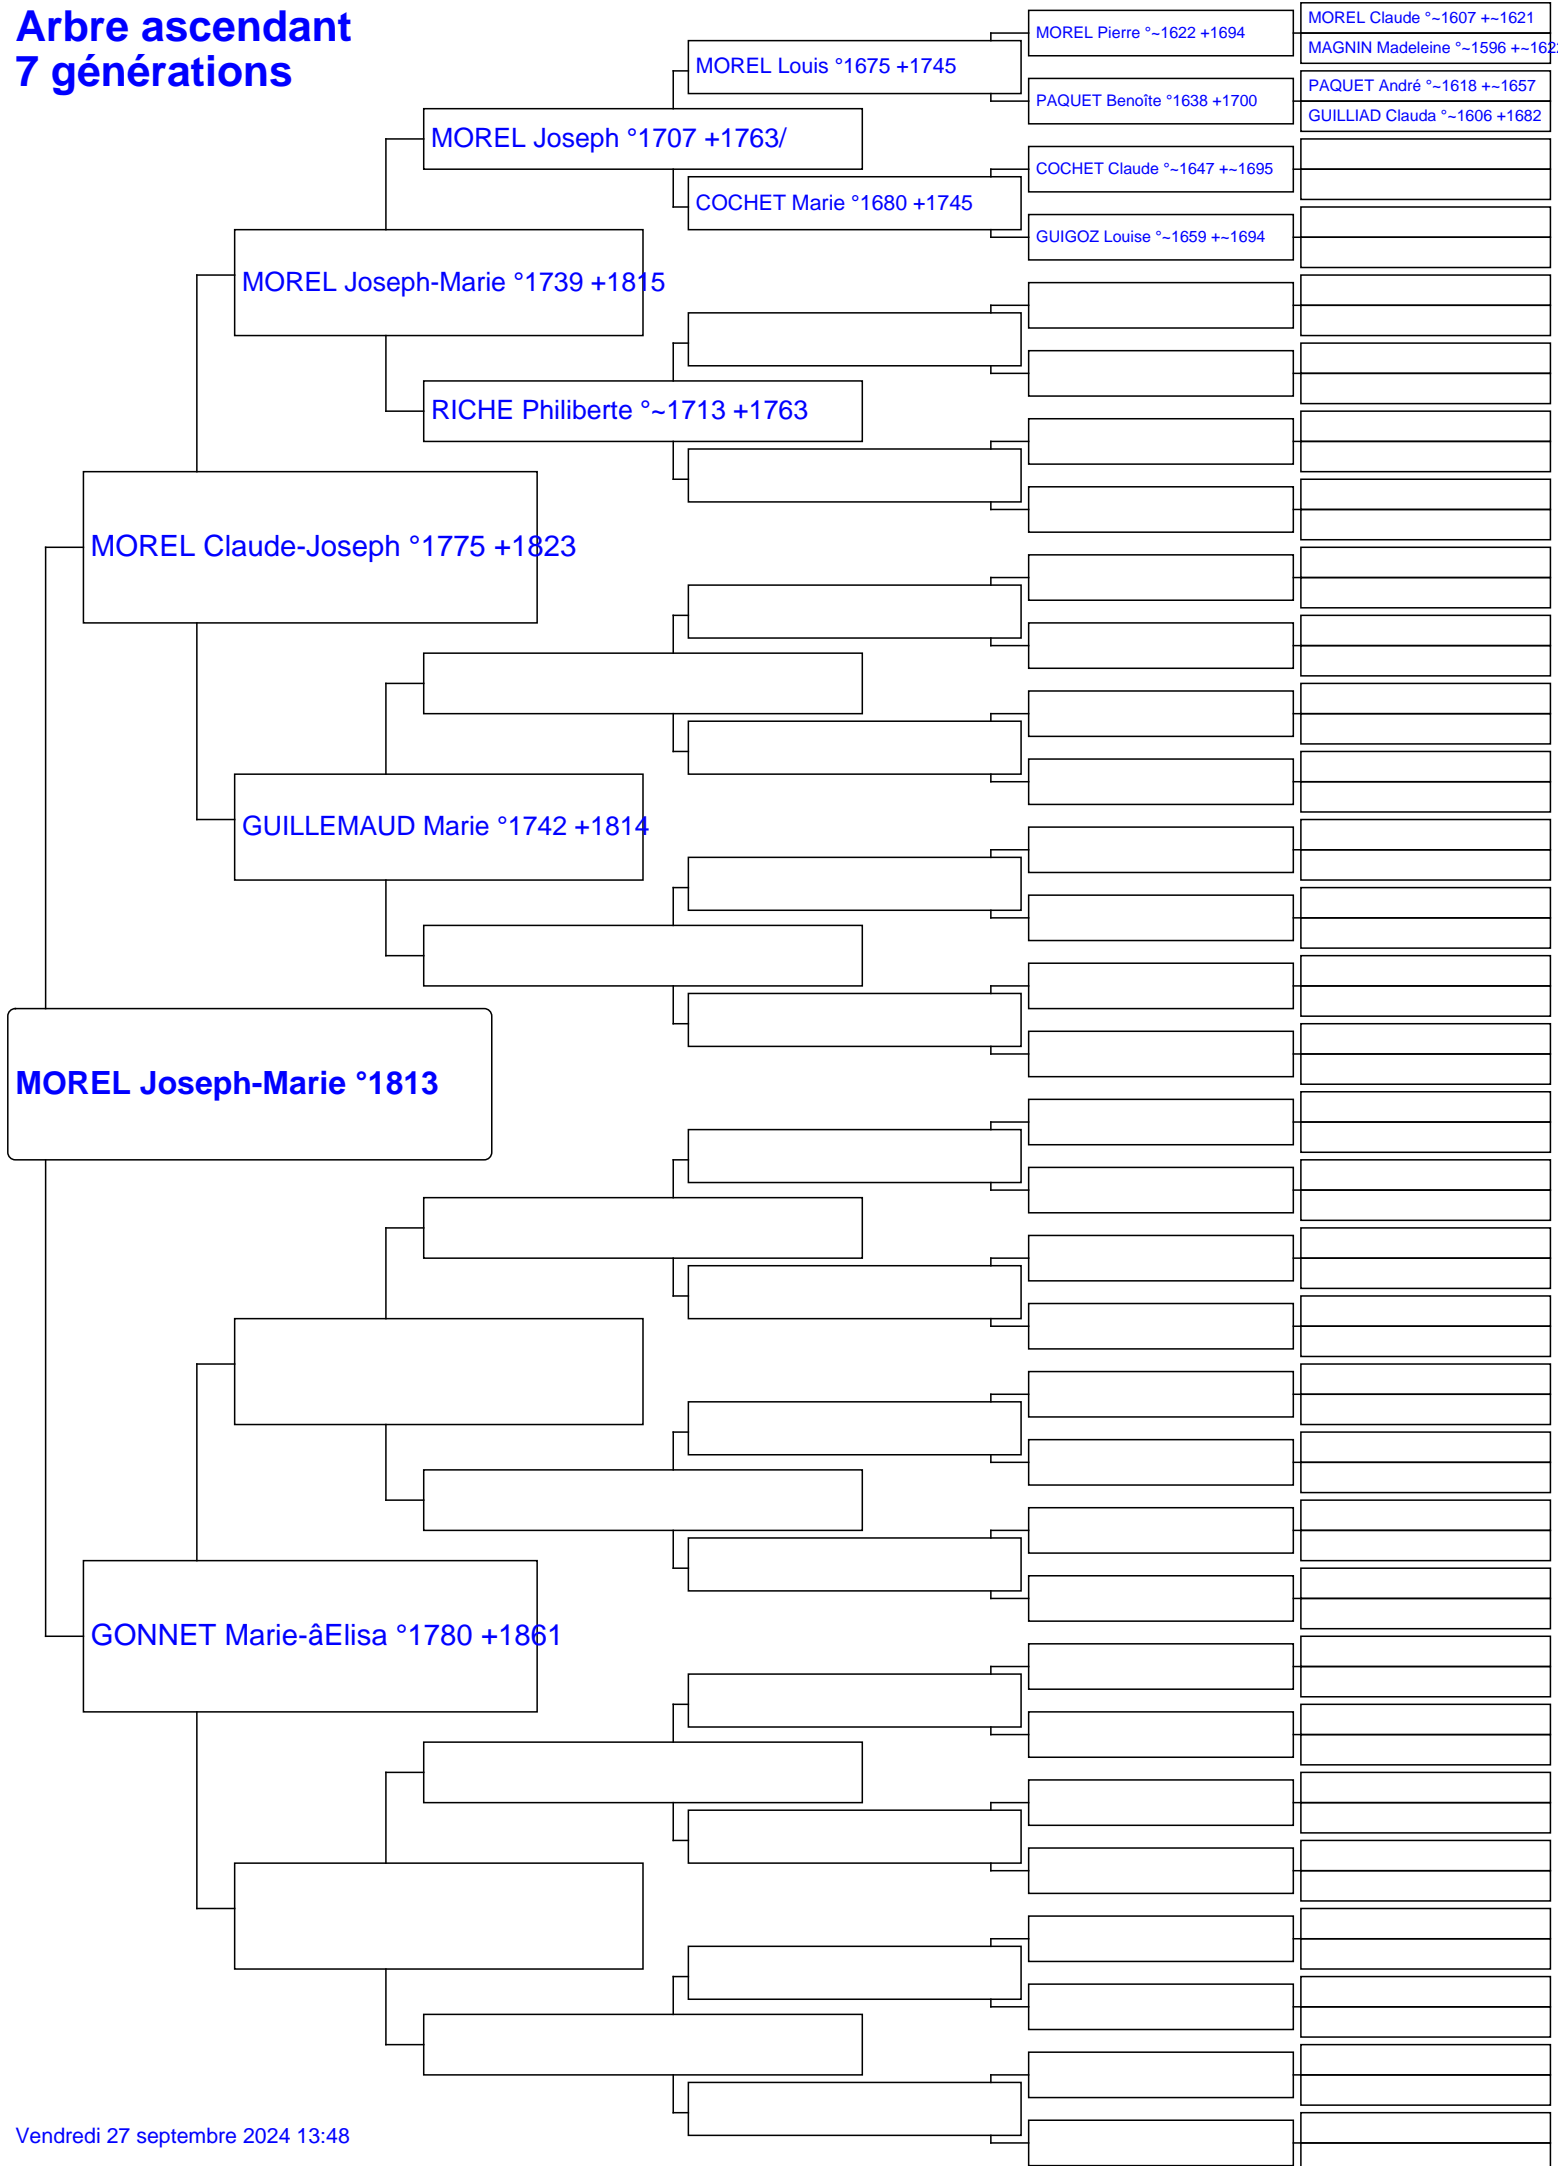 Arbre ascendant
7 générations
MOREL Claude °~1607 +~1621
MOREL Pierre °~1622 +1694
MAGNIN Madeleine °~1596 +~162
MOREL Louis °1675 +1745
PAQUET André °~1618 +~1657
PAQUET Benoîte °1638 +1700
GUILLIAD Clauda °~1606 +1682
MOREL Joseph °1707 +1763/
COCHET Claude °~1647 +~1695
COCHET Marie °1680 +1745
GUIGOZ Louise °~1659 +~1694
MOREL Joseph-Marie °1739 +1815
RICHE Philiberte °~1713 +1763
MOREL Claude-Joseph °1775 +1823
GUILLEMAUD Marie °1742 +1814
MOREL Joseph-Marie °1813
GONNET Marie-âElisa °1780 +1861
Vendredi 27 septembre 2024 13:48